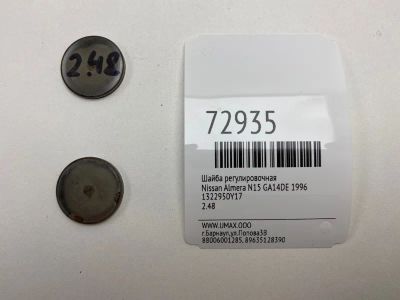 2.48
72935
Шайба регулировочная
Nissan Almera N15 GA14DE 1996
1322950Y17
2.48
WWW.UMAX.OOO
г.Барнаул,ул.Попова3В
88006001285, 89635128390